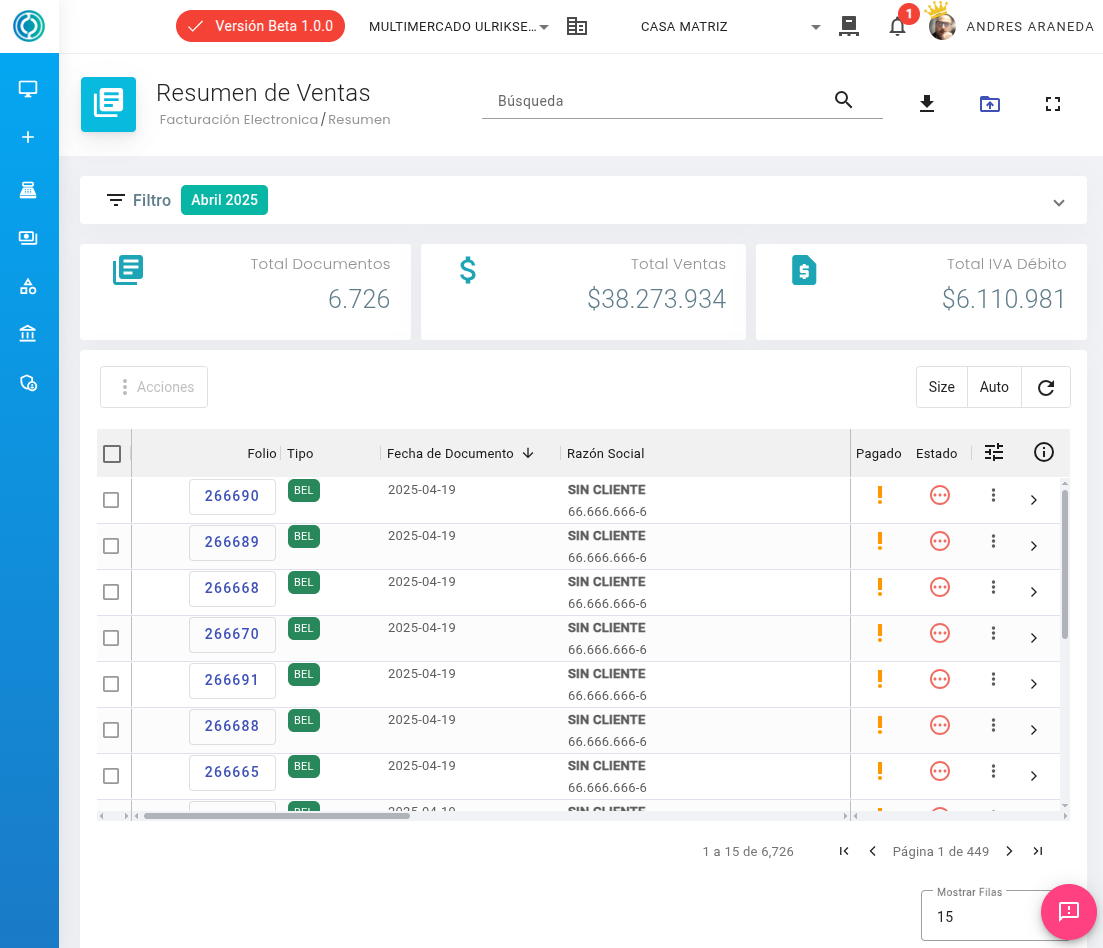 Versión Beta 1.0.0
MULTIMERCADO ULRIKSE...
CASA MATRIZ
1
ANDRES ARANEDA
Resumen de Ventas
Facturación Electronica / Resumen
Búsqueda
Filtro
Abril 2025
Total Documentos
6.726
Total Ventas
$38.273.934
Total IVA Débito
$6.110.981
Acciones
Size
Auto
Folio Tipo Fecha de Documento Razón Social Pagado Estado
266690 BEL 2025-04-19 SIN CLIENTE
66.666.666-6
266689 BEL 2025-04-19 SIN CLIENTE
66.666.666-6
266668 BEL 2025-04-19 SIN CLIENTE
66.666.666-6
266670 BEL 2025-04-19 SIN CLIENTE
66.666.666-6
266691 BEL 2025-04-19 SIN CLIENTE
66.666.666-6
266688 BEL 2025-04-19 SIN CLIENTE
66.666.666-6
266665 BEL 2025-04-19 SIN CLIENTE
66.666.666-6
BEL 2025-04-19 SIN CLIENTE
1 a 15 de 6,726
Página 1 de 449
Mostrar Filas
15